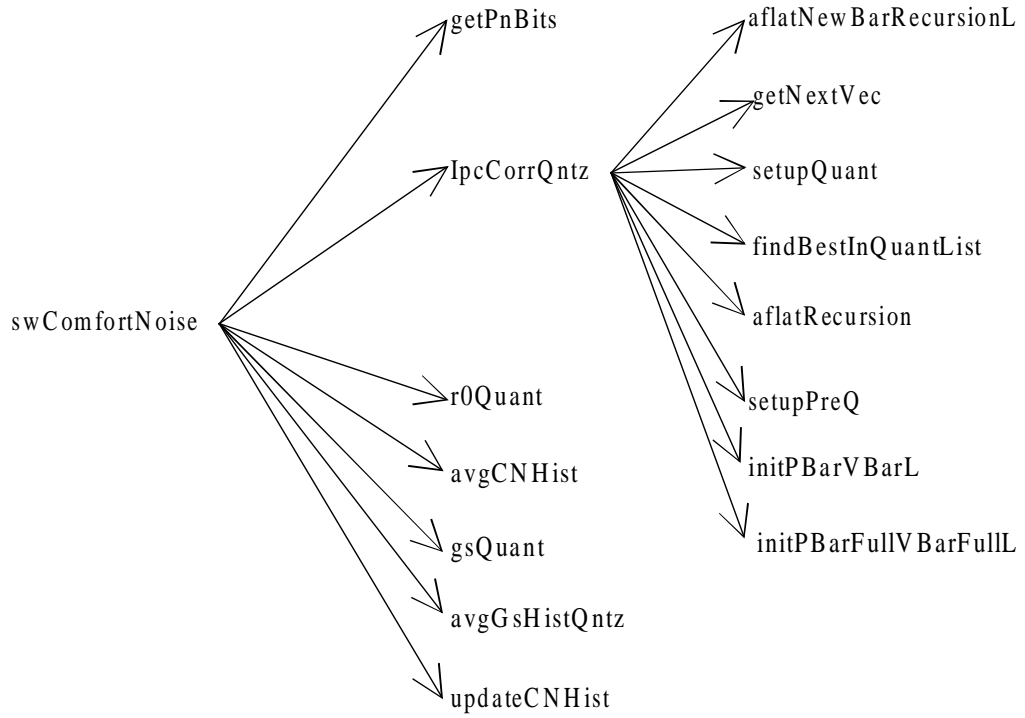 getPnBits
aflatNewBarRecursionL
getNextVec
lpcCorrQntz
setupQuant
findBestInQuantList
swComfortNoise
aflatRecursion
r0Quant
setupPreQ
avgCNHist
initPBarVBarL
gsQuant
initPBarFullVBarFullL
avgGsHistQntz
updateCNHist